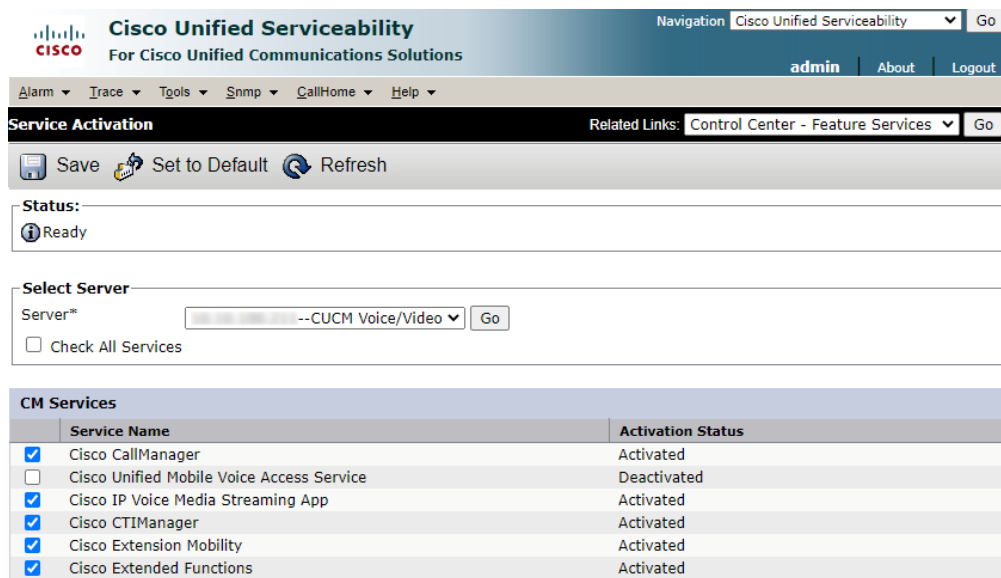 Cisco Unified Serviceability
Navigation Cisco Unified Serviceability Go
CISCO
For Cisco Unified Communications Solutions
admin About Logout
Alarm Trace Tools Snmp CallHome Help
Service Activation
Related Links: Control Center - Feature Services Go
Save Set to Default Refresh
Status:
Ready
Select Server
Server* --CUCM Voice/Video Go
Check All Services
CM Services
Service Name Activation Status
Cisco CallManager Activated
Cisco Unified Mobile Voice Access Service Deactivated
Cisco IP Voice Media Streaming App Activated
Cisco CTIManager Activated
Cisco Extension Mobility Activated
Cisco Extended Functions Activated